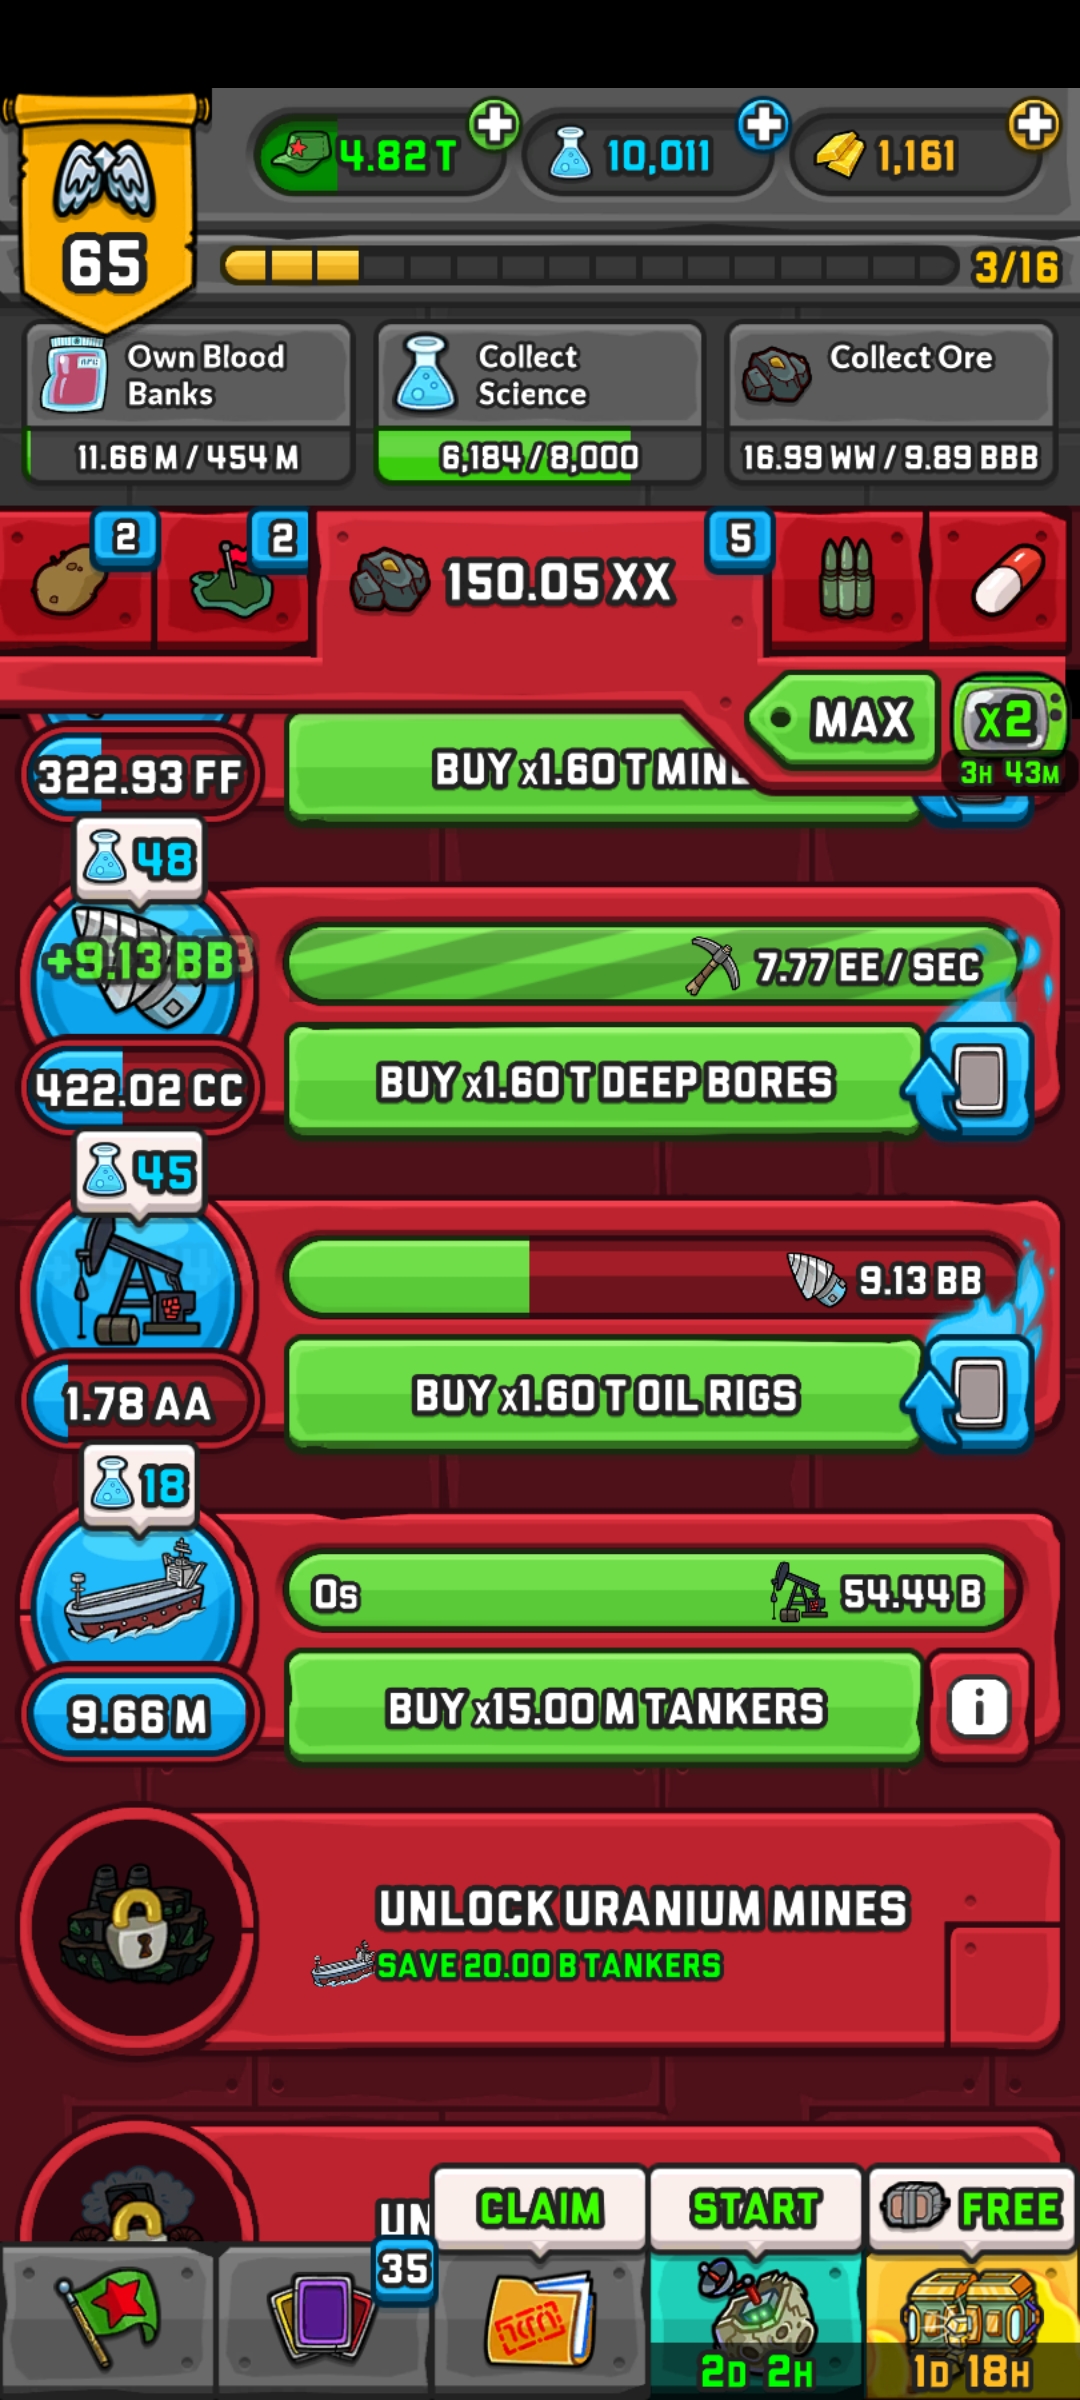 4.82 T
10,011
1,161
65
3/16
Own Blood
Banks
11.66 M / 454 M
Collect
Science
6,184 / 8,000
Collect Ore
16.99 WW / 9.89 BBB
2
2
150.05 XX
5
MAX
x2
3H 43M
322.93 FF
BUY x1.60 T
48
+9.13 BB
7.77 EE / SEC
422.02 CC
BUY x1.60 T DEEP BORES
45
9.13 BB
1.78 AA
BUY x1.60 T OIL RIGS
18
0s
54.44 B
9.66 M
BUY x15.00 M TANKERS
i
UNLOCK URANIUM MINES
SAVE 20.00 B TANKERS
UN
CLAIM
START
FREE
35
2D 2H
1D 18H